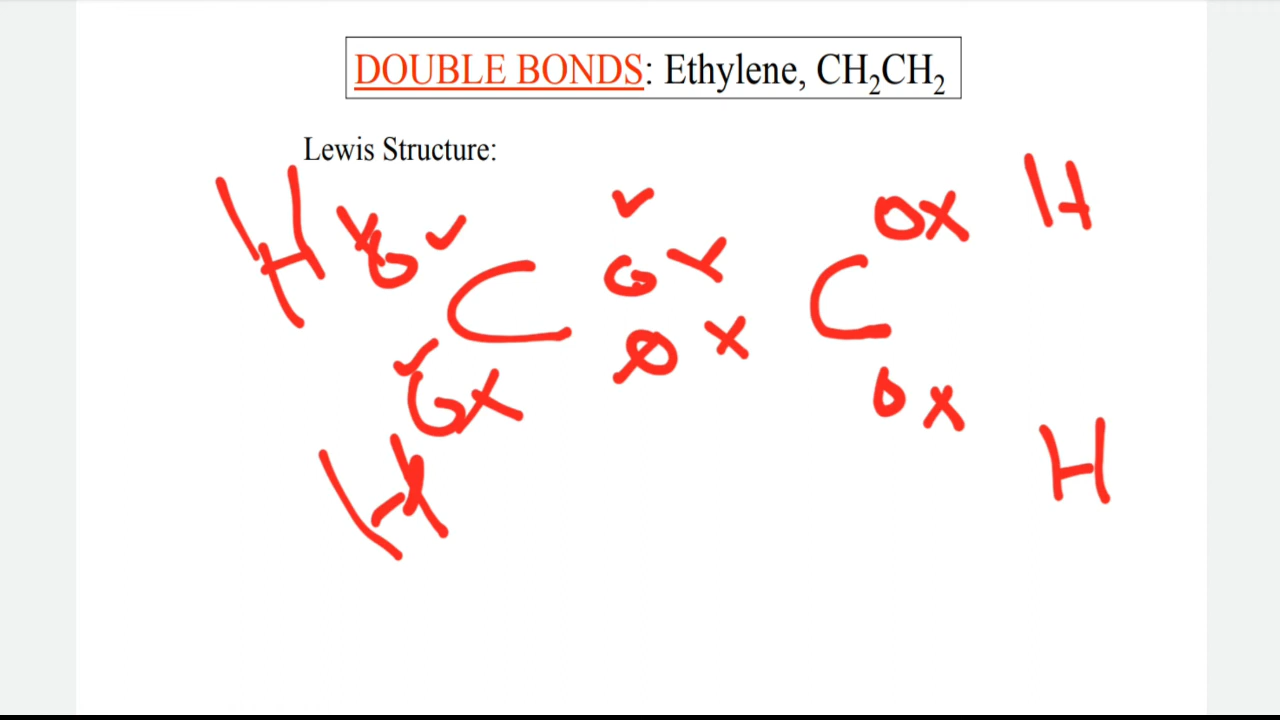 DOUBLE BONDS: Ethylene, CH₂CH₂
Lewis Structure:
H x o C o x C o x H
o x o x o x
H H